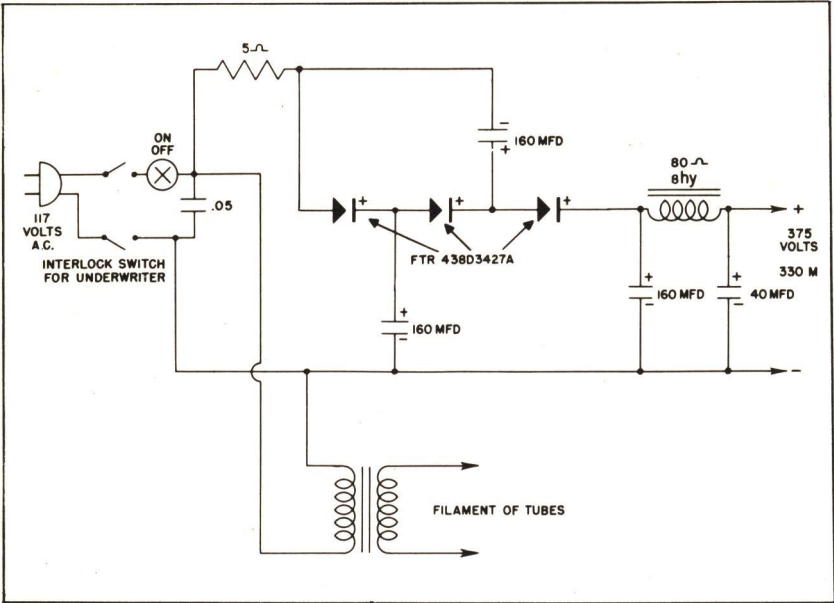 5Ω
ON
OFF
160 MFD
-
+
80Ω
8hy
117
VOLTS
A.C.
.05
+
+
+
+
INTERLOCK SWITCH
FOR UNDERWRITER
FTR 438D3427A
375
VOLTS
330 M
+
-
160 MFD
+
-
160 MFD
+
-
40 MFD
-
FILAMENT OF TUBES